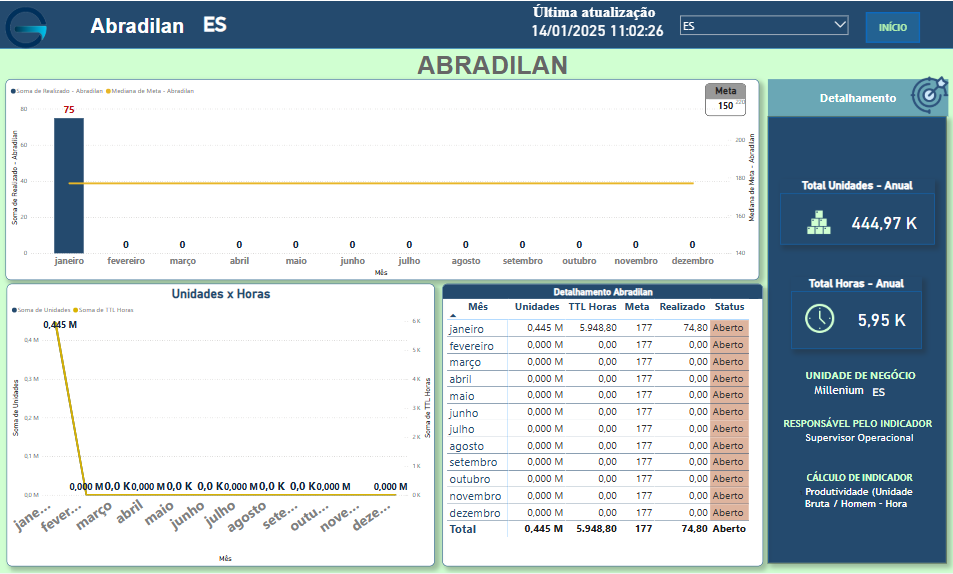 Abradilan ES
Última atualização
14/01/2025 11:02:26
ES
INÍCIO
ABRADILAN
Soma de Realizado - Abradilan Mediana de Meta - Abradilan
Meta
150
Soma de Realizado - Abradilan
80
60
40
20
0
75
0 0 0 0 0 0 0 0 0 0 0
220
200
180
160
140
Mediana de Meta - Abradilan
janeiro fevereiro março abril maio junho julho agosto setembro outubro novembro dezembro
Mês
Unidades x Horas
Soma de Unidades Soma de TTL Horas
Soma de Unidades
0,4 M
0,3 M
0,2 M
0,1 M
0,0 M
0,445 M
0,000 M 0,0 K 0,000 M 0,0 K 0,0 K 0,000 M 0,0 K 0,0 K 0,000 M 0,000 M
6 K
5 K
4 K
3 K
2 K
1 K
0 K
Soma de TTL Horas
jane... fever... março abril maio junho julho agosto sete... outu... nove... deze...
Mês
Detalhamento Abradilan
Mês Unidades TTL Horas Meta Realizado Status
janeiro 0,445 M 5.948,80 177 74,80 Aberto
fevereiro 0,000 M 0,00 177 0,00 Aberto
março 0,000 M 0,00 177 0,00 Aberto
abril 0,000 M 0,00 177 0,00 Aberto
maio 0,000 M 0,00 177 0,00 Aberto
junho 0,000 M 0,00 177 0,00 Aberto
julho 0,000 M 0,00 177 0,00 Aberto
agosto 0,000 M 0,00 177 0,00 Aberto
setembro 0,000 M 0,00 177 0,00 Aberto
outubro 0,000 M 0,00 177 0,00 Aberto
novembro 0,000 M 0,00 177 0,00 Aberto
dezembro 0,000 M 0,00 177 0,00 Aberto
Total 0,445 M 5.948,80 177 74,80 Aberto
Detalhamento
Total Unidades - Anual
444,97 K
Total Horas - Anual
5,95 K
UNIDADE DE NEGÓCIO
Millenium ES
RESPONSÁVEL PELO INDICADOR
Supervisor Operacional
CÁLCULO DE INDICADOR
Produtividade (Unidade
Bruta / Homem - Hora